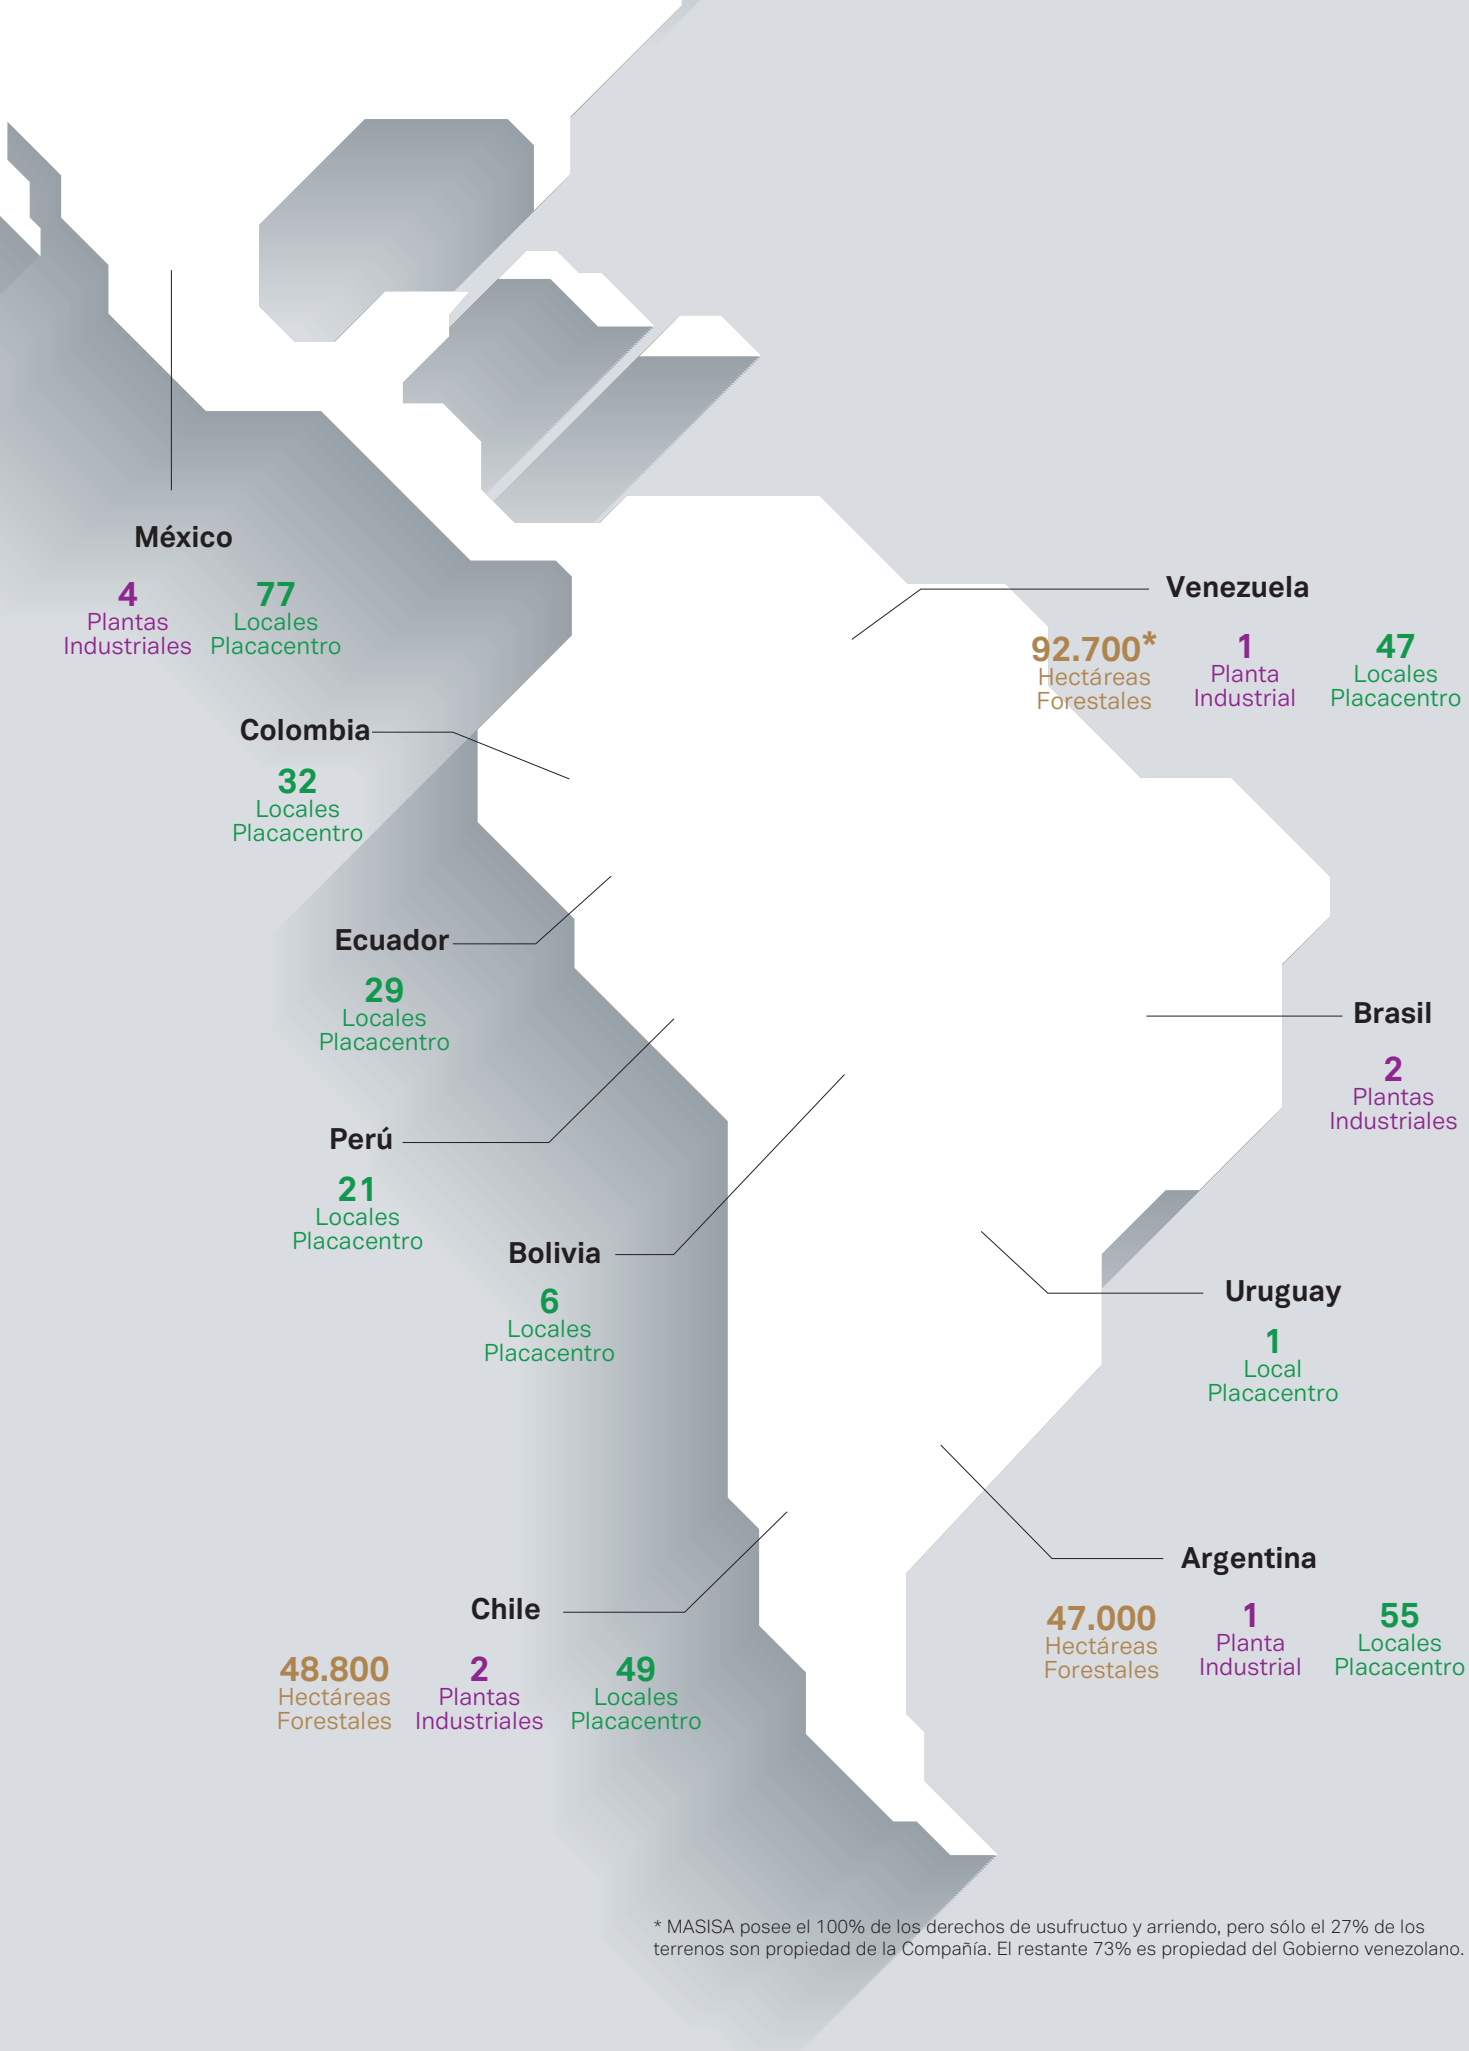 México
4
Plantas
Industriales
77
Locales
Placacentro
Venezuela
92.700*
Hectáreas
Forestales
1
Planta
Industrial
47
Locales
Placacentro
Colombia
32
Locales
Placacentro
Ecuador
29
Locales
Placacentro
Brasil
2
Plantas
Industriales
Perú
21
Locales
Placacentro
Bolivia
6
Locales
Placacentro
Uruguay
1
Local
Placacentro
Argentina
47.000
Hectáreas
Forestales
1
Planta
Industrial
55
Locales
Placacentro
Chile
48.800
Hectáreas
Forestales
2
Plantas
Industriales
49
Locales
Placacentro
* MASISA posee el 100% de los derechos de usufructuo y arriendo, pero sólo el 27% de los
terrenos son propiedad de la Compañía. El restante 73% es propiedad del Gobierno venezolano.